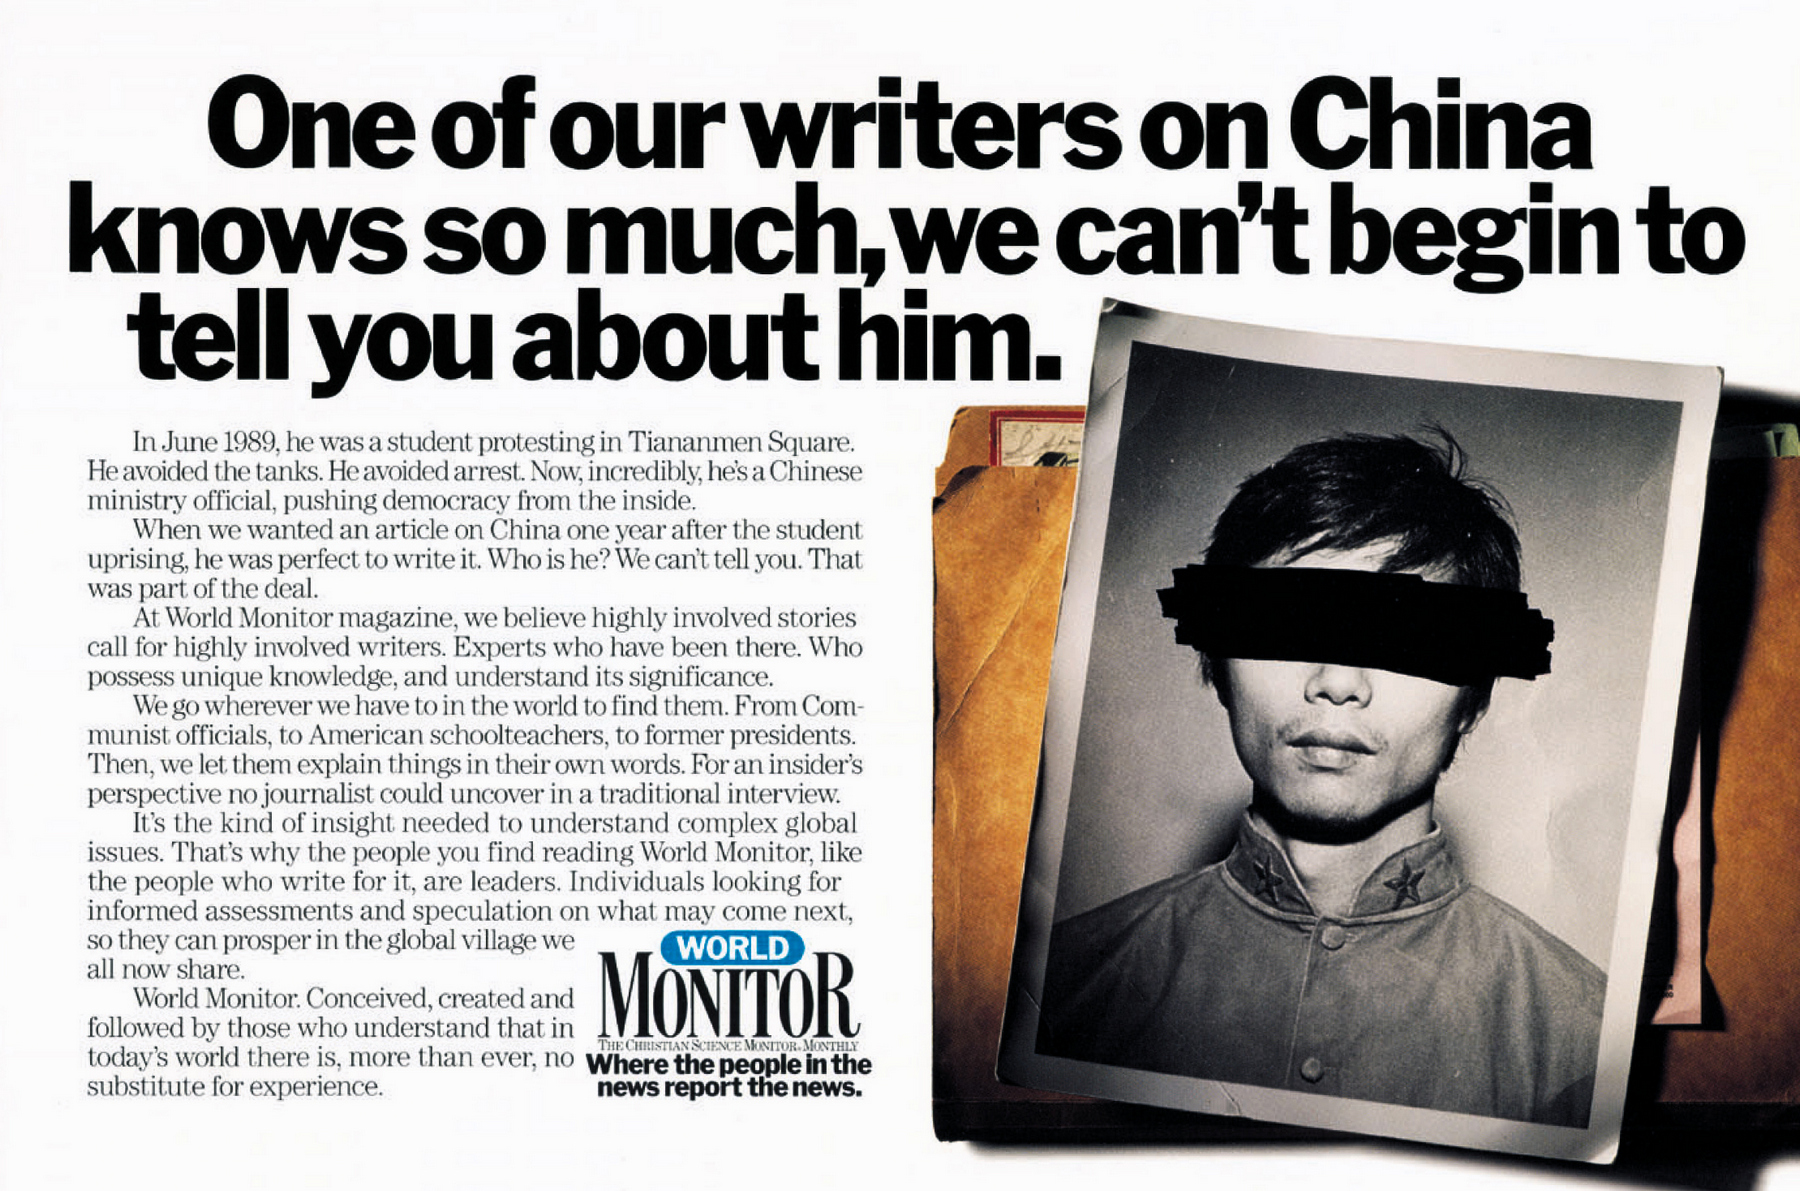 One of our writers on China
knows so much, we can't begin to
tell you about him.
In June 1989, he was a student protesting in Tiananmen Square.
He avoided the tanks. He avoided arrest. Now, incredibly, he's a Chinese
ministry official, pushing democracy from the inside.
When we wanted an article on China one year after the student
uprising, he was perfect to write it. Who is he? We can't tell you. That
was part of the deal.
At World Monitor magazine, we believe highly involved stories
call for highly involved writers. Experts who have been there. Who
possess unique knowledge, and understand its significance.
We go wherever we have to in the world to find them. From Com-
munist officials, to American schoolteachers, to former presidents.
Then, we let them explain things in their own words. For an insider's
perspective no journalist could uncover in a traditional interview.
It's the kind of insight needed to understand complex global
issues. That's why the people you find reading World Monitor, like
the people who write for it, are leaders. Individuals looking for
informed assessments and speculation on what may come next,
so they can prosper in the global village we
all now share.
World Monitor. Conceived, created and
followed by those who understand that in
today's world there is, more than ever, no
substitute for experience.
WORLD
MONITOR
THE CHRISTIAN SCIENCE MONITOR MONTHLY
Where the people in the
news report the news.